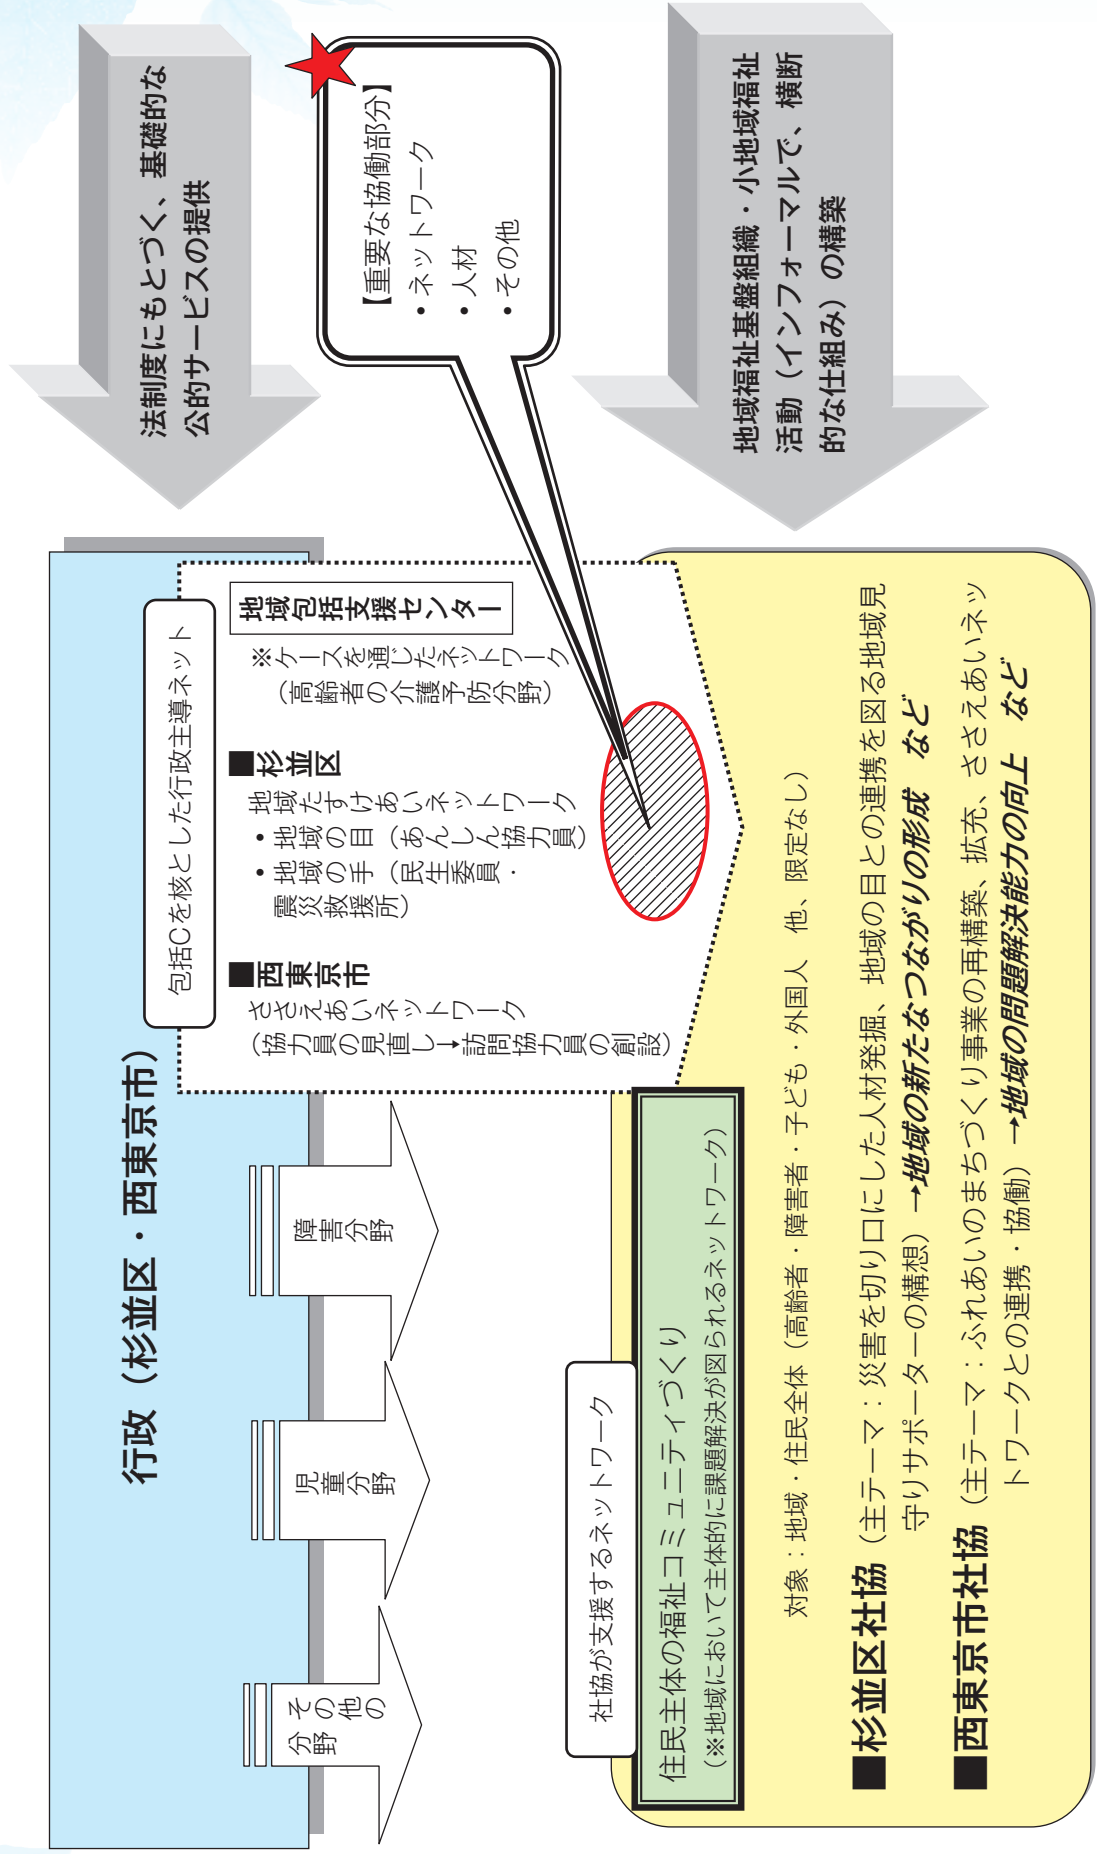 行政（杉並区・西東京市）
その他の
分野
児童分野
障害分野
包括Cを核とした行政主導ネット
地域包括支援センター
※ケースを通じたネットワーク
（高齢者の介護予防分野）
■杉並区
地域たすけあいネットワーク
・地域の目（あんしん協力員）
・地域の手（民生委員・
震災救援所）
■西東京市
ささえあいネットワーク
（協力員の見直し→訪問協力員の創設）
法制度にもとづく、基礎的な
公的サービスの提供
【重要な協働部分】
・ネットワーク
・人材
・その他
地域福祉基盤組織・小地域福祉
活動（インフォーマルで、横断
的な仕組み）の構築
社協が支援するネットワーク
住民主体の福祉コミュニティづくり
（※地域において主体的に課題解決が図られるネットワーク）
対象：地域・住民全体（高齢者・障害者・子ども・外国人　他、限定なし）
■杉並区社協（主テーマ：災害を切り口にした人材発掘、地域の目との連携を図る地域見
守りサポーターの構想）→地域の新たなつながりの形成　など
■西東京市社協（主テーマ：ふれあいのまちづくり事業の再構築、拡充、ささえあいネッ
トワークとの連携・協働）→地域の問題解決能力の向上　など